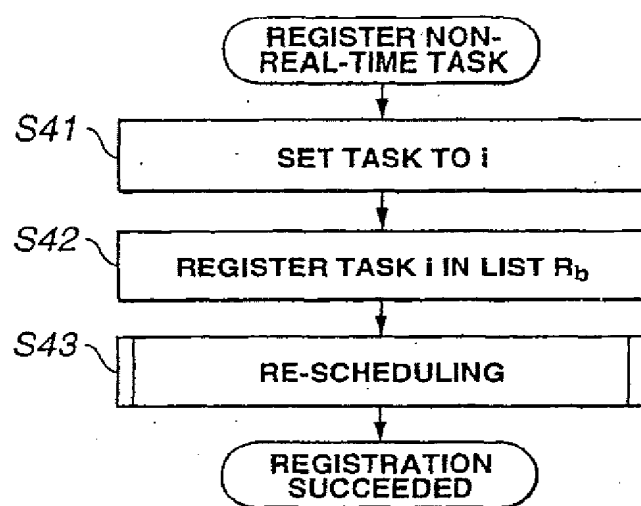 REGISTER NON-
REAL-TIME TASK
S41
SET TASK TO i
S42
REGISTER TASK i IN LIST Rb
S43
RE-SCHEDULING
REGISTRATION
SUCCEEDED